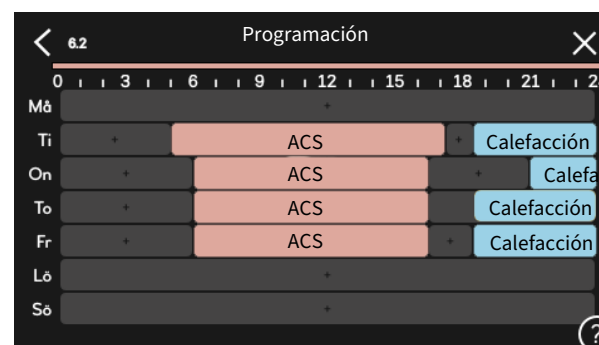 6.2 Programación
0 3 6 9 12 15 18 21 2
Må
Ti ACS Calefacción
On ACS Calefa
To ACS Calefacción
Fr ACS Calefacción
Lö
Sö
?